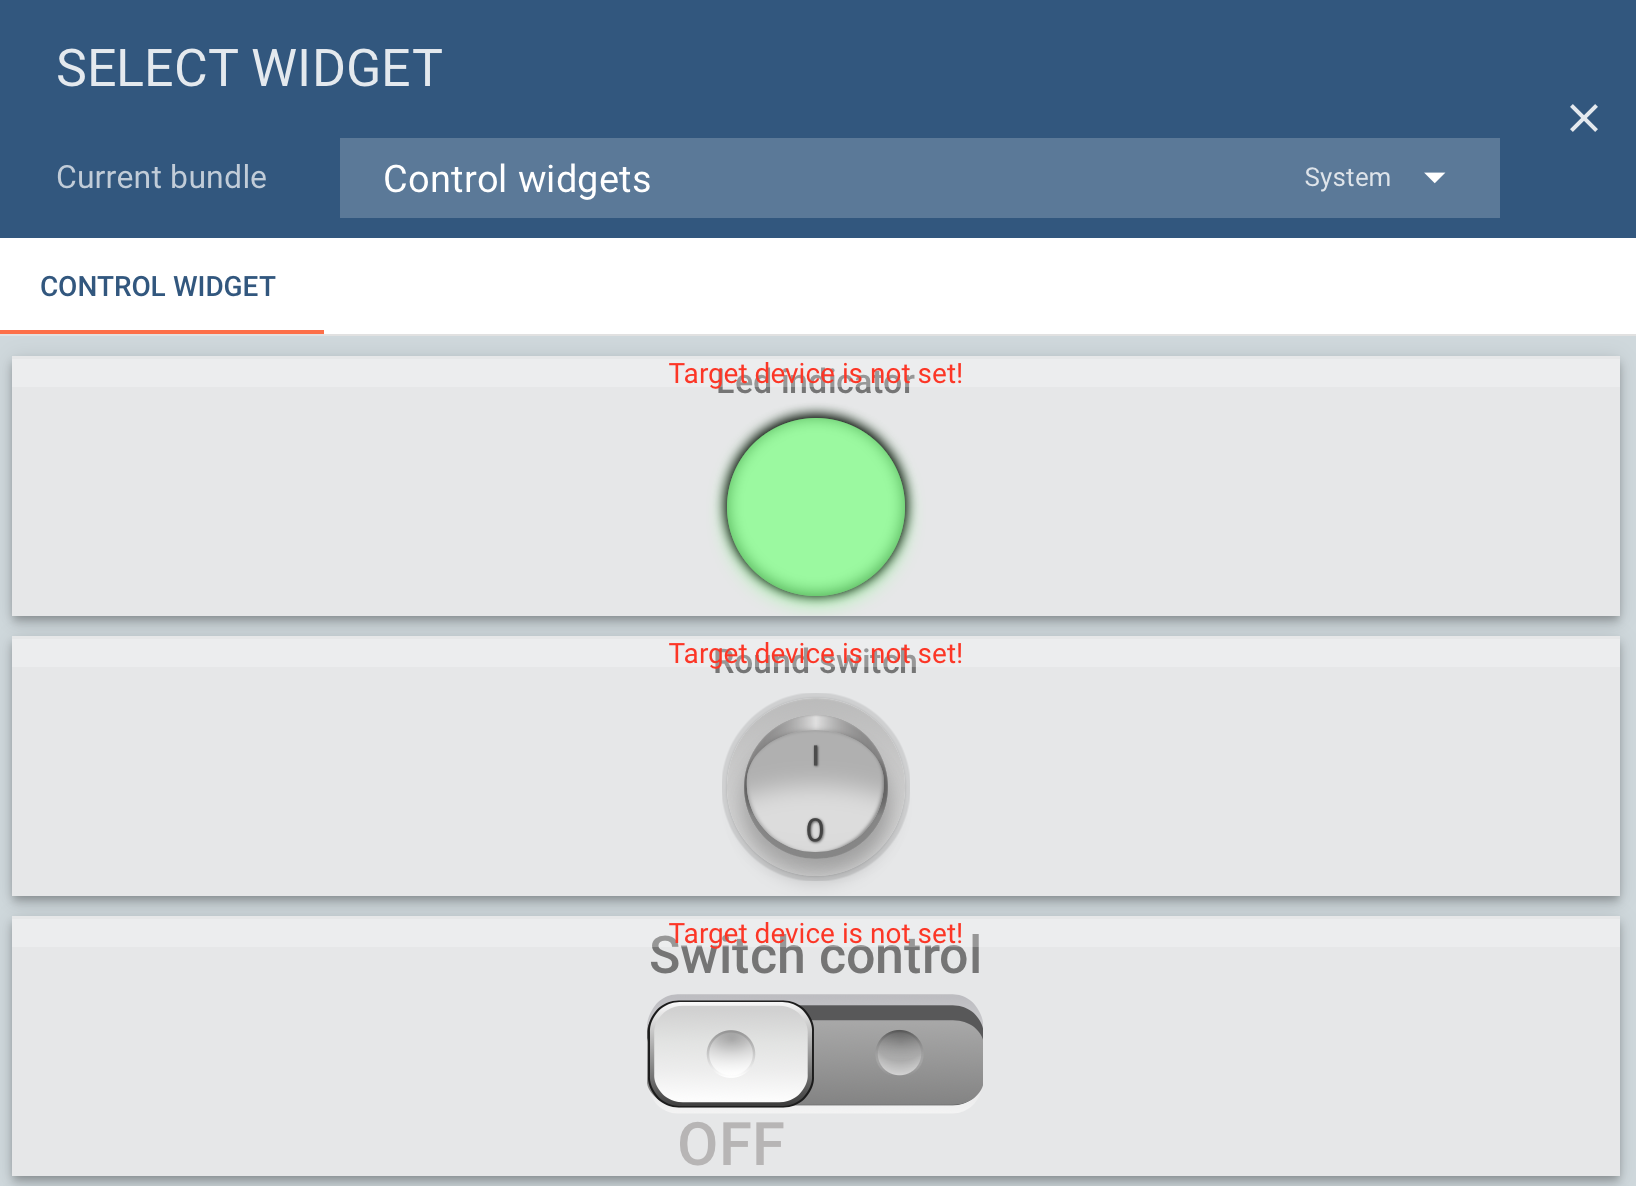 SELECT WIDGET
Current bundle
Control widgets
System
CONTROL WIDGET
Target device is not set!
Led indicator
Target device is not set!
Round switch
I
0
Target device is not set!
Switch control
OFF